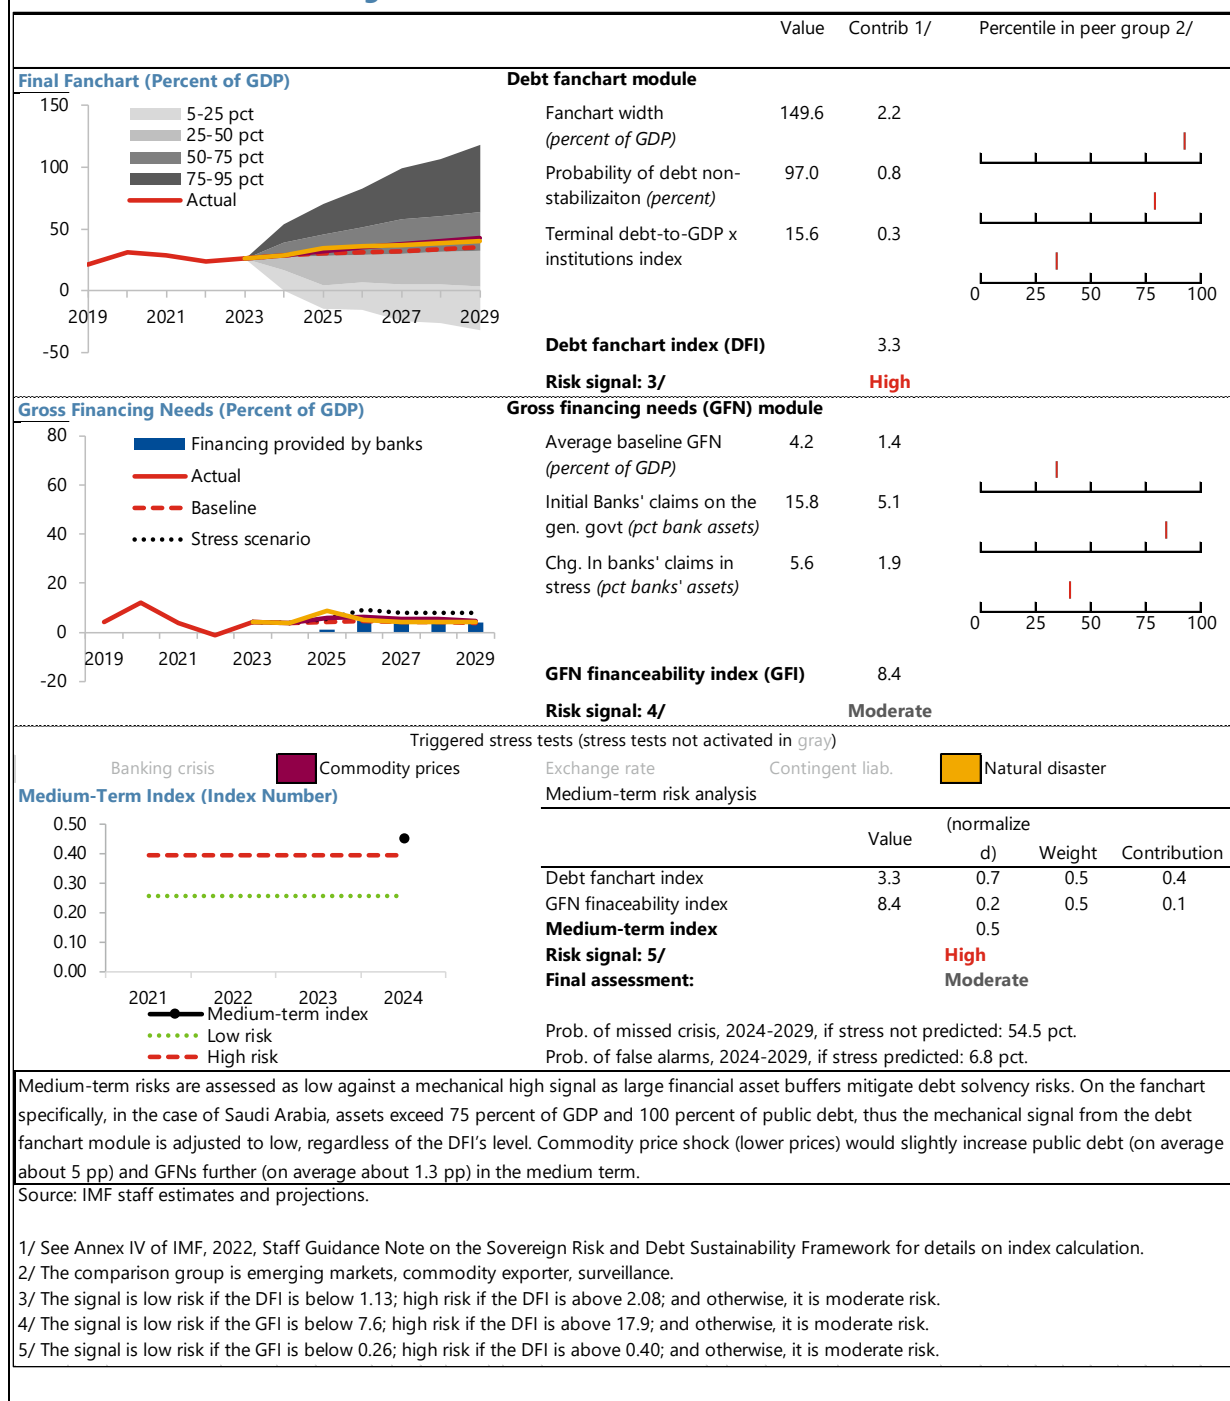 Value Contrib 1/ Percentile in peer group 2/
Final Fanchart (Percent of GDP)
150
100
50
0
-50
5-25 pct
25-50 pct
50-75 pct
75-95 pct
Actual
2019 2021 2023 2025 2027 2029
Debt fanchart module
Fanchart width 149.6 2.2
(percent of GDP)
Probability of debt non- 97.0 0.8
stabilizaiton (percent)
Terminal debt-to-GDP x 15.6 0.3
institutions index
0 25 50 75 100
Debt fanchart index (DFI) 3.3
Risk signal: 3/ High
Gross Financing Needs (Percent of GDP)
80
60
40
20
0
-20
Financing provided by banks
Actual
Baseline
Stress scenario
2019 2021 2023 2025 2027 2029
Gross financing needs (GFN) module
Average baseline GFN 4.2 1.4
(percent of GDP)
Initial Banks' claims on the 15.8 5.1
gen. govt (pct bank assets)
Chg. In banks' claims in 5.6 1.9
stress (pct banks' assets)
0 25 50 75 100
GFN financeability index (GFI) 8.4
Risk signal: 4/ Moderate
Triggered stress tests (stress tests not activated in gray)
Banking crisis Commodity prices Exchange rate Contingent liab. Natural disaster
Medium-Term Index (Index Number)
0.50
0.40
0.30
0.20
0.10
0.00
2021 2022 2023 2024
Medium-term index
Low risk
High risk
Medium-term risk analysis
Value (normalize
d) Weight Contribution
Debt fanchart index 3.3 0.7 0.5 0.4
GFN finaceability index 8.4 0.2 0.5 0.1
Medium-term index 0.5
Risk signal: 5/ High
Final assessment: Moderate
Prob. of missed crisis, 2024-2029, if stress not predicted: 54.5 pct.
Prob. of false alarms, 2024-2029, if stress predicted: 6.8 pct.
Medium-term risks are assessed as low against a mechanical high signal as large financial asset buffers mitigate debt solvency risks. On the fanchart
specifically, in the case of Saudi Arabia, assets exceed 75 percent of GDP and 100 percent of public debt, thus the mechanical signal from the debt
fanchart module is adjusted to low, regardless of the DFI's level. Commodity price shock (lower prices) would slightly increase public debt (on average
about 5 pp) and GFNs further (on average about 1.3 pp) in the medium term.
Source: IMF staff estimates and projections.
1/ See Annex IV of IMF, 2022, Staff Guidance Note on the Sovereign Risk and Debt Sustainability Framework for details on index calculation.
2/ The comparison group is emerging markets, commodity exporter, surveillance.
3/ The signal is low risk if the DFI is below 1.13; high risk if the DFI is above 2.08; and otherwise, it is moderate risk.
4/ The signal is low risk if the GFI is below 7.6; high risk if the DFI is above 17.9; and otherwise, it is moderate risk.
5/ The signal is low risk if the GFI is below 0.26; high risk if the DFI is above 0.40; and otherwise, it is moderate risk.